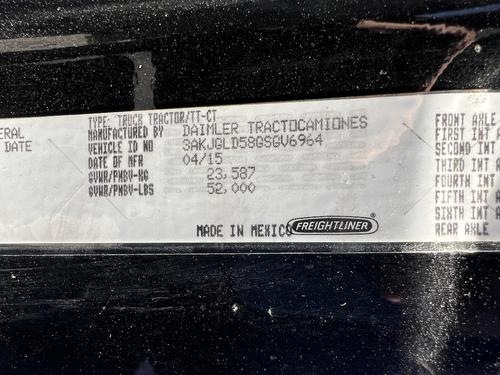 TYPE: TRUCK TRACTOR/TT-CT
MANUFACTURED BY DAIMLER TRACTOCAMIONES
VEHICLE ID NO 3AKJGLD58GSGV6964
DATE OF MFR 04/15
GVWR/PNBV-KG 23,587
GVWR/PNBV-LBS 52,000
MADE IN MEXICO FREIGHTLINER
ERAL
DATE
FRONT AXLE
FIRST INT
SECOND INT
THIRD INT
FOURTH INT
FIFTH INT
SIXTH INT
REAR AXLE